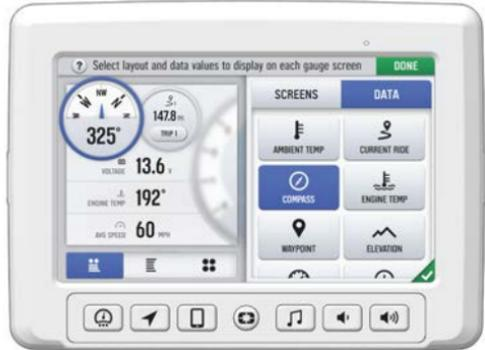 ? Select layout and data values to display on each gauge screen DONE
NW
325°
147.8 mi
TRIP 1
VOLTAGE 13.6 V
ENGINE TEMP 192°
AVG SPEED 60 MPH
SCREENS DATA
AMBIENT TEMP CURRENT RIDE
COMPASS ENGINE TEMP
WAYPOINT ELEVATION